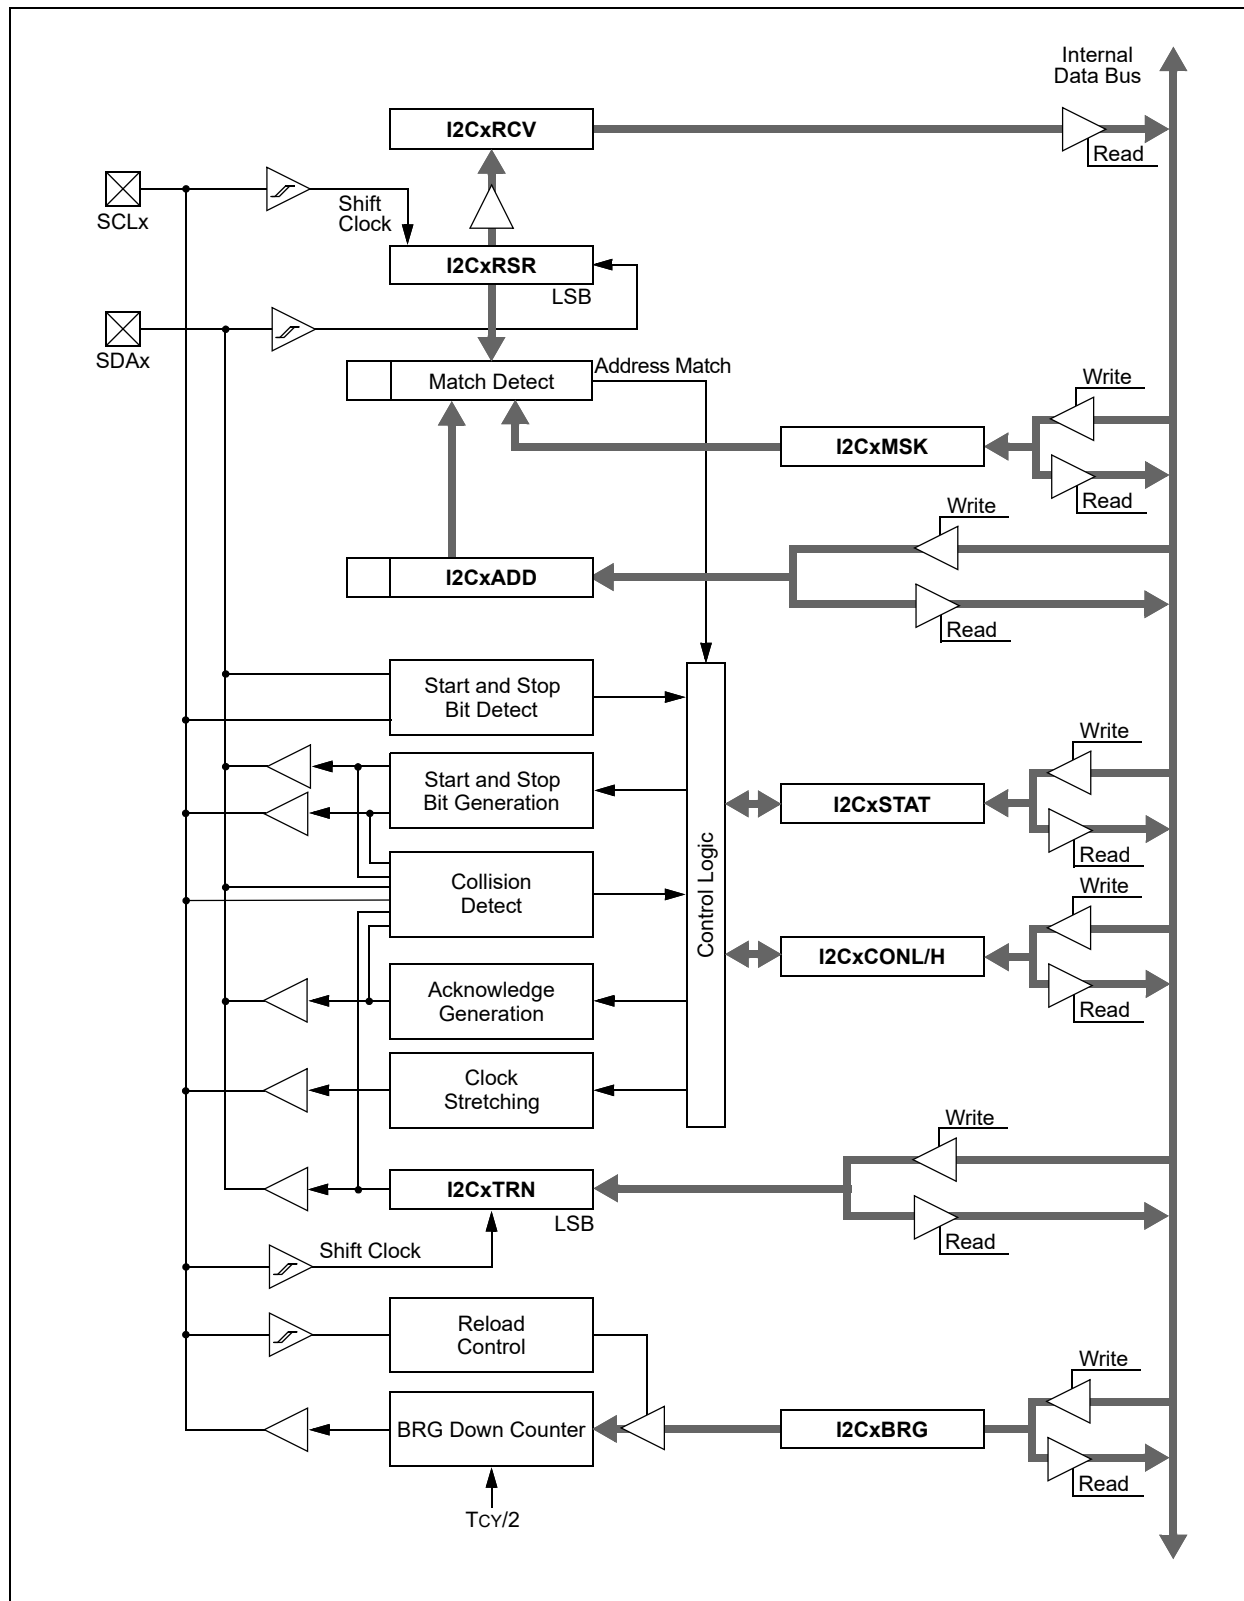 Internal
Data Bus
I2CxRCV
Read
SCLx
Shift
Clock
I2CxRSR
LSB
SDAx
Address Match
Match Detect
Write
I2CxMSK
Read
Write
I2CxADD
Read
Start and Stop
Bit Detect
Write
Start and Stop
Bit Generation
I2CxSTAT
Read
Control Logic
Collision
Detect
Write
I2CxCONL/H
Acknowledge
Generation
Read
Clock
Stretching
Write
I2CxTRN
LSB
Read
Shift Clock
Reload
Control
Write
BRG Down Counter
I2CxBRG
Read
TCY/2